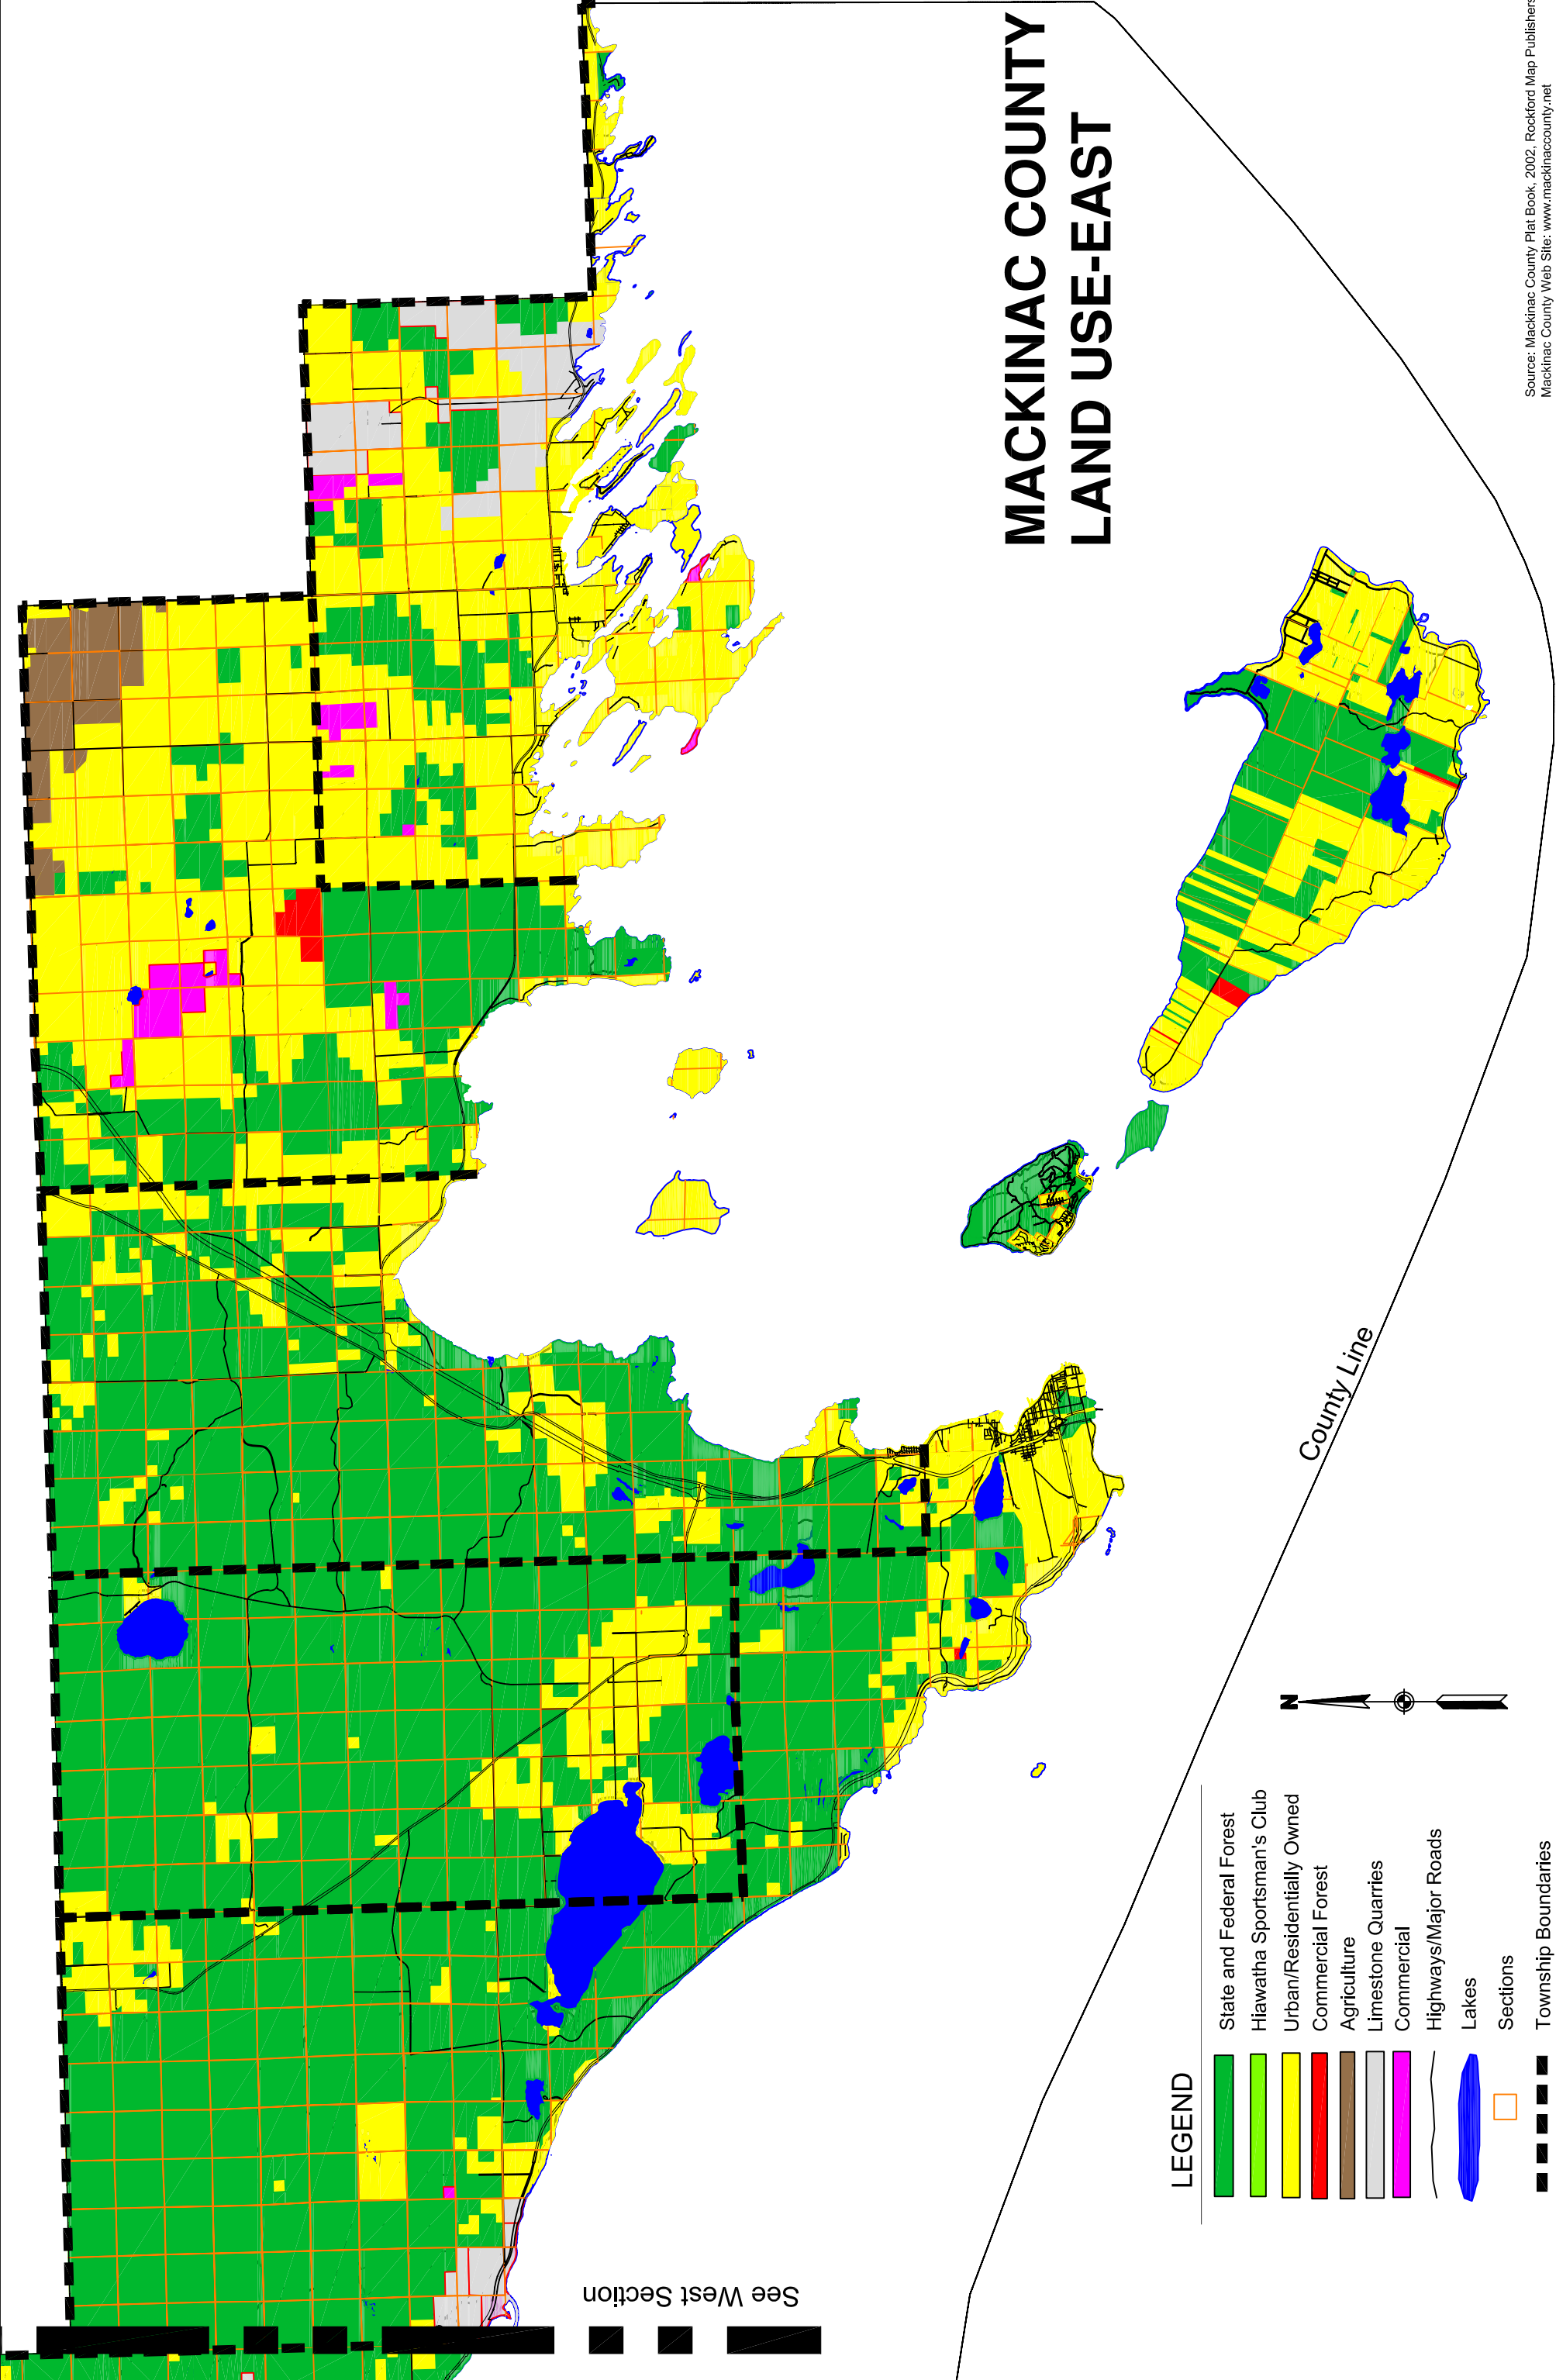 MACKINAC COUNTY
LAND USE-EAST
See West Section
County Line
N
LEGEND
State and Federal Forest
Hiawatha Sportsman's Club
Urban/Residentially Owned
Commercial Forest
Agriculture
Limestone Quarries
Commercial
Highways/Major Roads
Lakes
Sections
Township Boundaries
Source: Mackinac County Plat Book, 2002, Rockford Map Publishers
Mackinac County Web Site: www.mackinaccounty.net